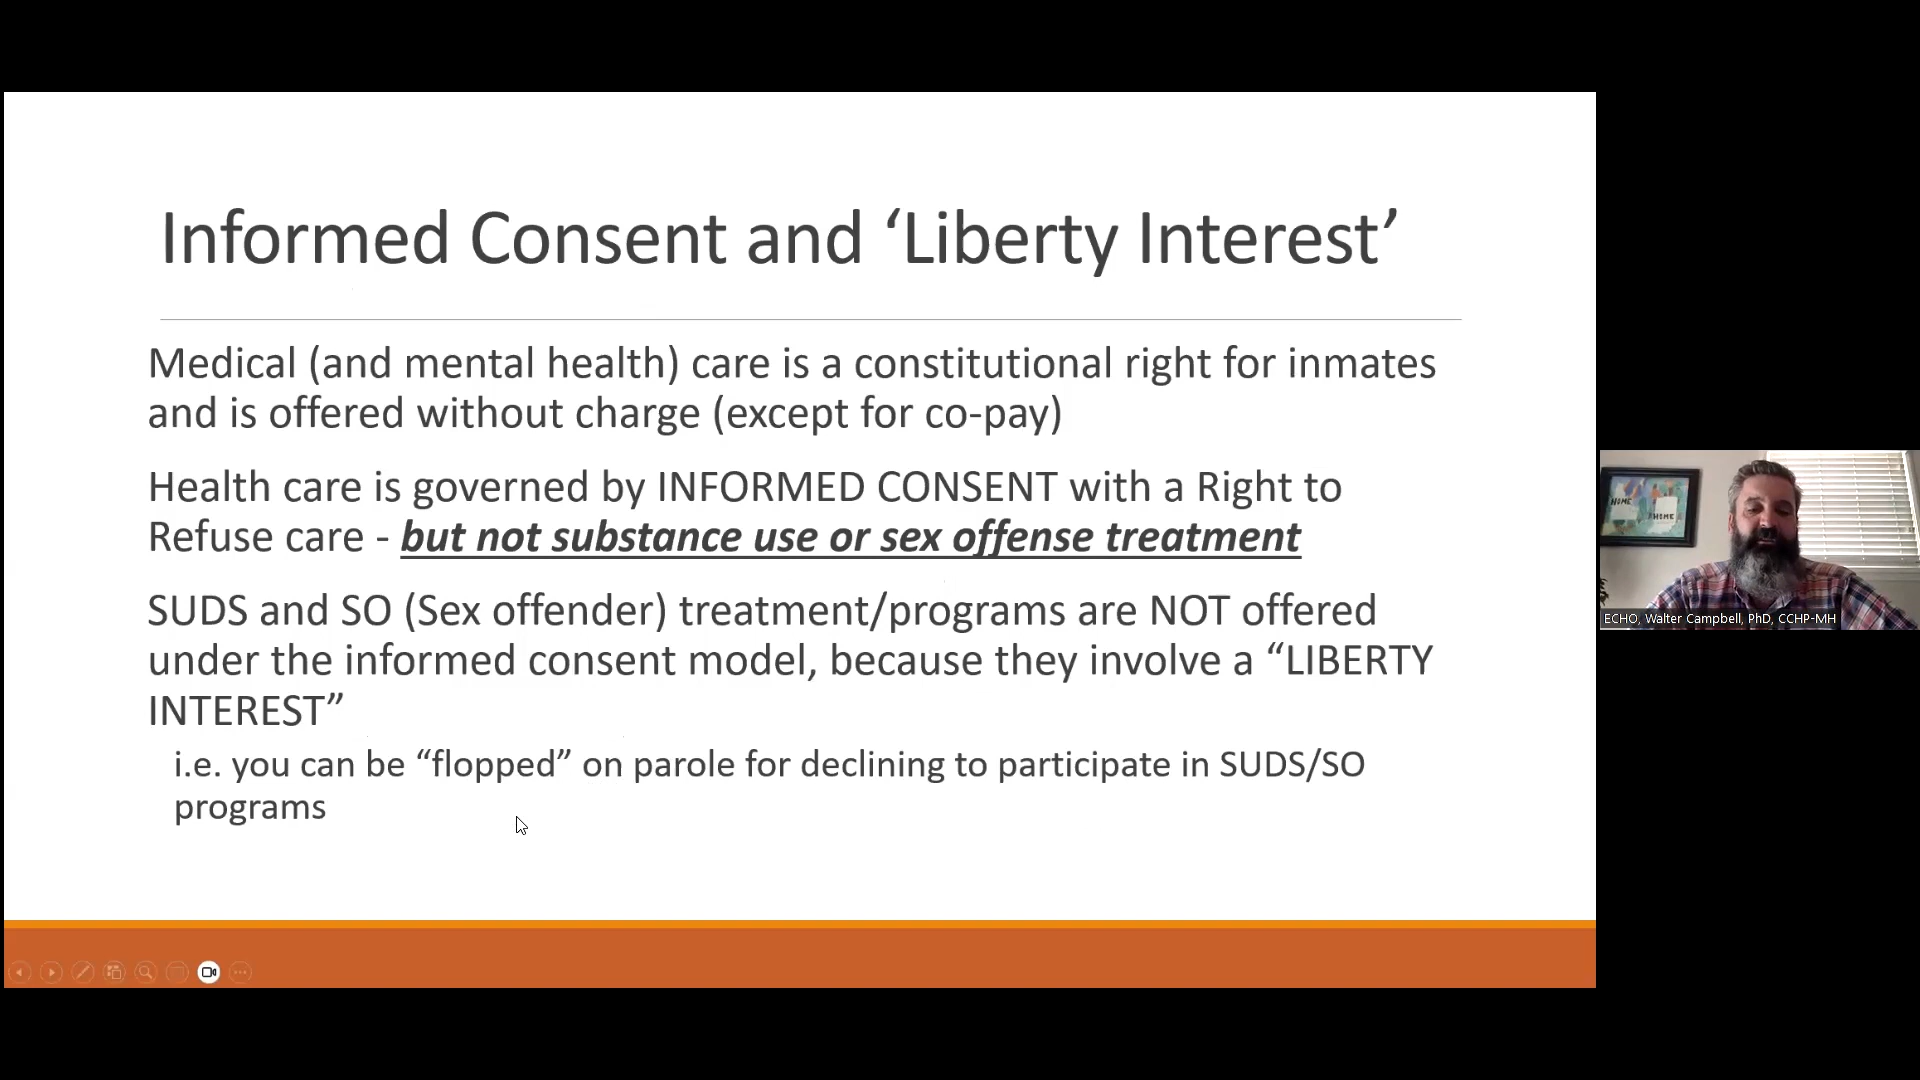 Informed Consent and ‘Liberty Interest’
Medical (and mental health) care is a constitutional right for inmates
and is offered without charge (except for co-pay)
Health care is governed by INFORMED CONSENT with a Right to
Refuse care - but not substance use or sex offense treatment
SUDS and SO (Sex offender) treatment/programs are NOT offered
under the informed consent model, because they involve a “LIBERTY
INTEREST”
i.e. you can be “flopped” on parole for declining to participate in SUDS/SO
programs
HOME
HOME
ECHO, Walter Campbell, PhD, CCHP-MH